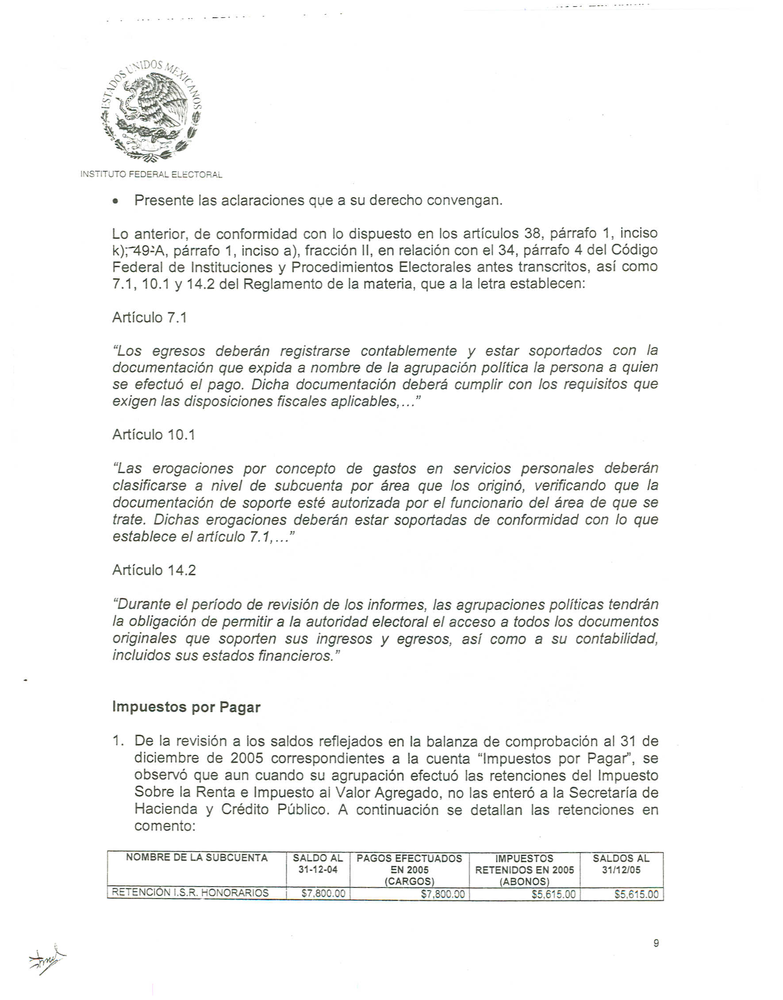 ESTADOS UNIDOS MEXICANOS
INSTITUTO FEDERAL ELECTORAL
• Presente las aclaraciones que a su derecho convengan.
Lo anterior, de conformidad con lo dispuesto en los artículos 38, párrafo 1, inciso
k); 49-A, párrafo 1, inciso a), fracción II, en relación con el 34, párrafo 4 del Código
Federal de Instituciones y Procedimientos Electorales antes transcritos, así como
7.1, 10.1 y 14.2 del Reglamento de la materia, que a la letra establecen:
Artículo 7.1
“Los egresos deberán registrarse contablemente y estar soportados con la
documentación que expida a nombre de la agrupación política la persona a quien
se efectuó el pago. Dicha documentación deberá cumplir con los requisitos que
exigen las disposiciones fiscales aplicables,...”
Artículo 10.1
“Las erogaciones por concepto de gastos en servicios personales deberán
clasificarse a nivel de subcuenta por área que los originó, verificando que la
documentación de soporte esté autorizada por el funcionario del área de que se
trate. Dichas erogaciones deberán estar soportadas de conformidad con lo que
establece el artículo 7.1,...”
Artículo 14.2
“Durante el período de revisión de los informes, las agrupaciones políticas tendrán
la obligación de permitir a la autoridad electoral el acceso a todos los documentos
originales que soporten sus ingresos y egresos, así como a su contabilidad,
incluidos sus estados financieros.”
Impuestos por Pagar
1. De la revisión a los saldos reflejados en la balanza de comprobación al 31 de
diciembre de 2005 correspondientes a la cuenta “Impuestos por Pagar”, se
observó que aun cuando su agrupación efectuó las retenciones del Impuesto
Sobre la Renta e Impuesto al Valor Agregado, no las enteró a la Secretaría de
Hacienda y Crédito Público. A continuación se detallan las retenciones en
comento:
NOMBRE DE LA SUBCUENTA SALDO AL PAGOS EFECTUADOS IMPUESTOS SALDOS AL
31-12-04 EN 2005 RETENIDOS EN 2005 31/12/05
(CARGOS) (ABONOS)
RETENCIÓN I.S.R. HONORARIOS $7,800.00 $7,800.00 $5,615.00 $5,615.00
9